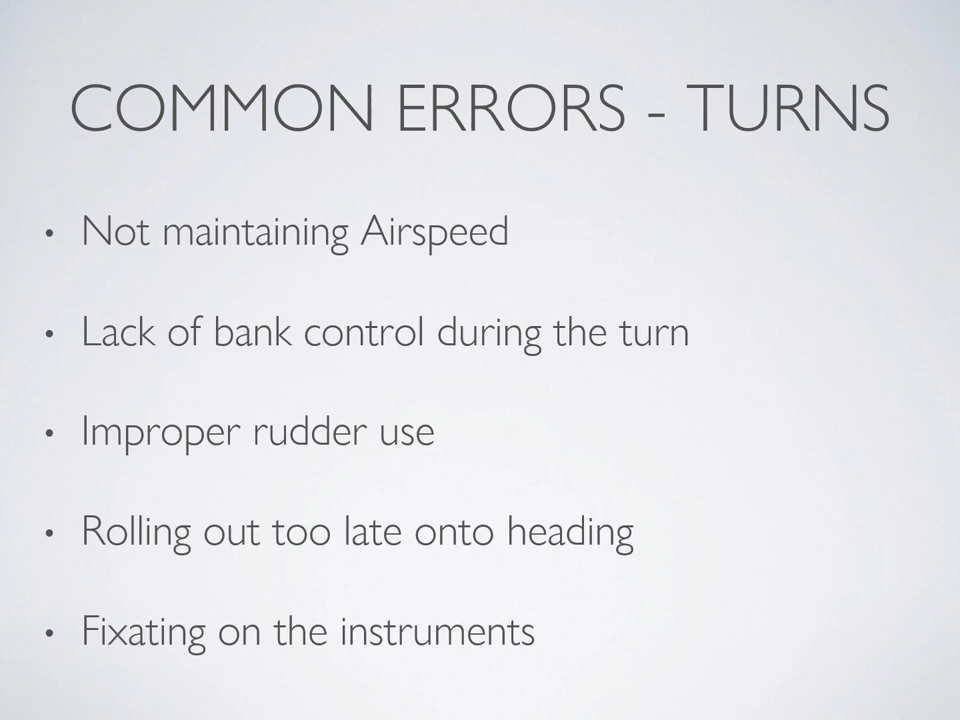 COMMON ERRORS - TURNS
• Not maintaining Airspeed
• Lack of bank control during the turn
• Improper rudder use
• Rolling out too late onto heading
• Fixating on the instruments